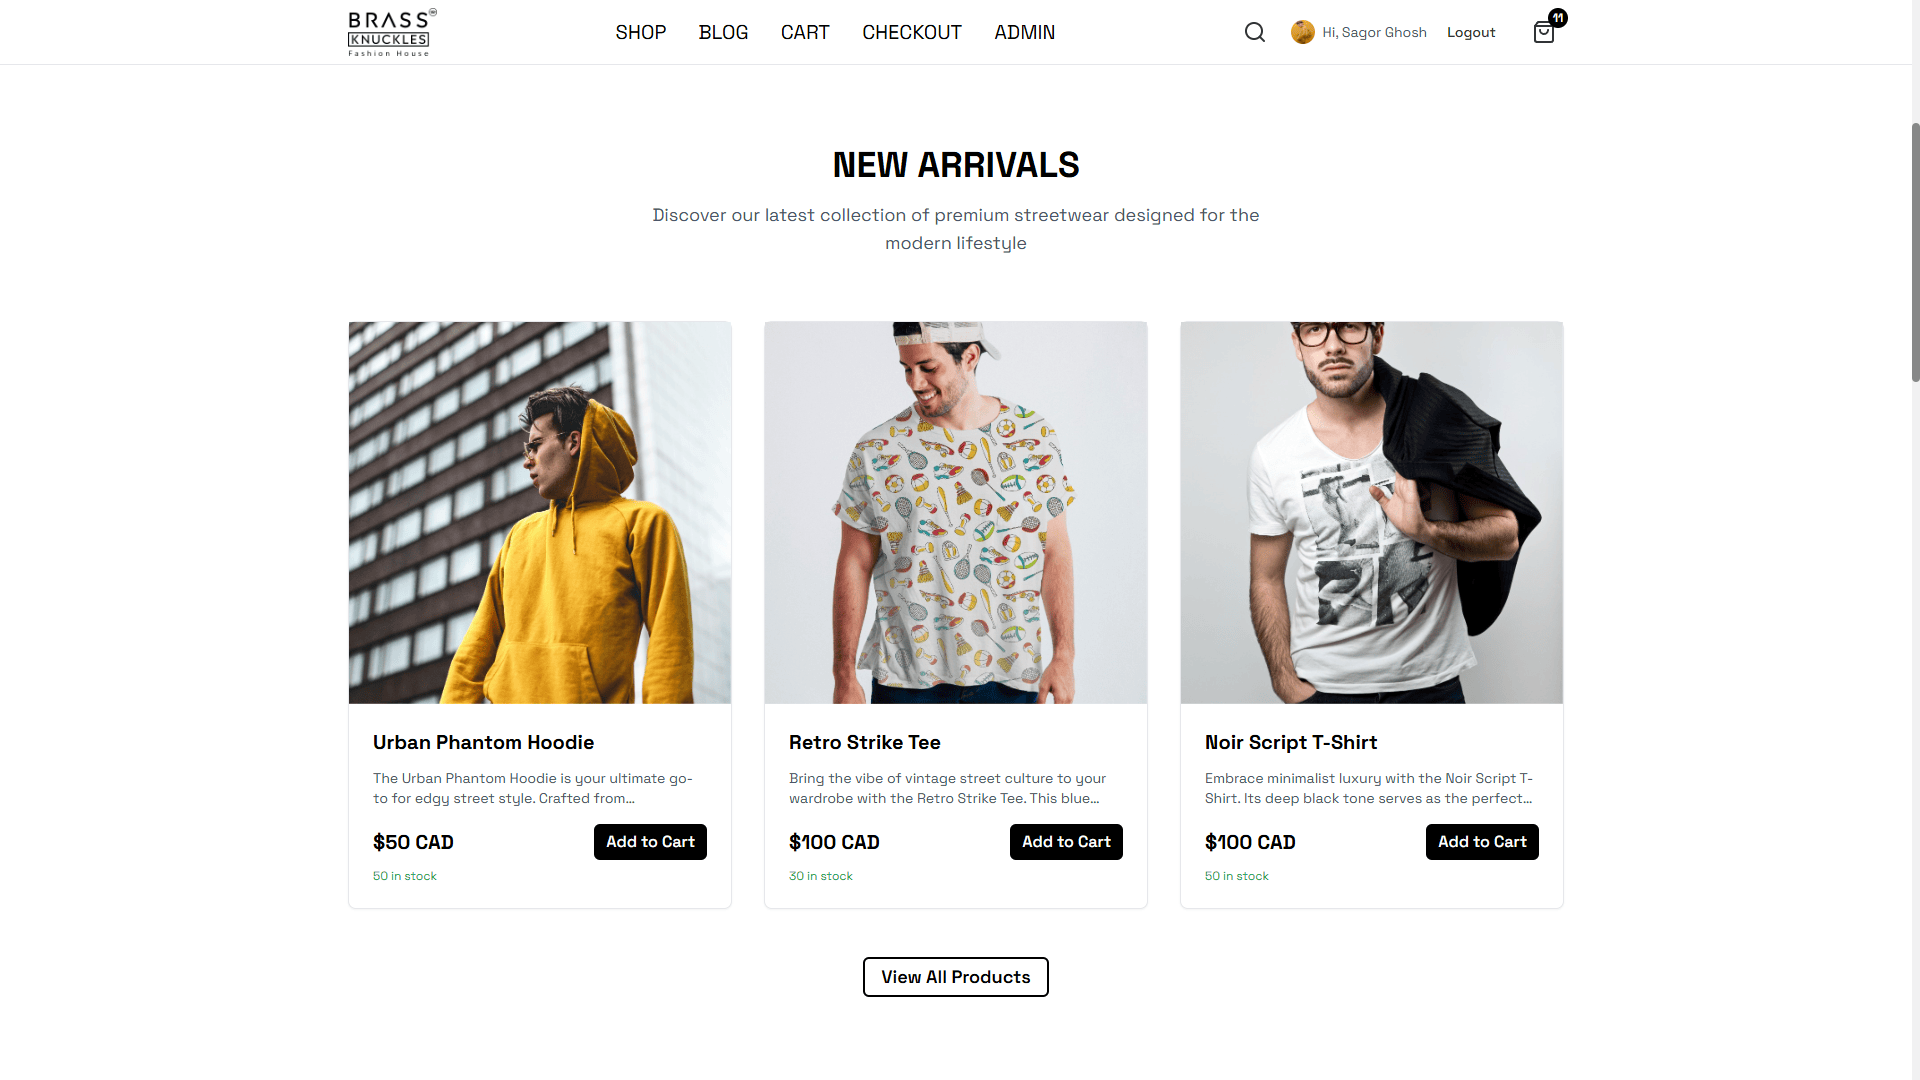 BRASS
KNUCKLES
Fashion House
SHOP
BLOG
CART
CHECKOUT
ADMIN
Hi, Sagor Ghosh
Logout
11
NEW ARRIVALS
Discover our latest collection of premium streetwear designed for the
modern lifestyle
Urban Phantom Hoodie
The Urban Phantom Hoodie is your ultimate go-
to for edgy street style. Crafted from...
$50 CAD
Add to Cart
50 in stock
Retro Strike Tee
Bring the vibe of vintage street culture to your
wardrobe with the Retro Strike Tee. This blue...
$100 CAD
Add to Cart
30 in stock
Noir Script T-Shirt
Embrace minimalist luxury with the Noir Script T-
Shirt. Its deep black tone serves as the perfect...
$100 CAD
Add to Cart
50 in stock
View All Products